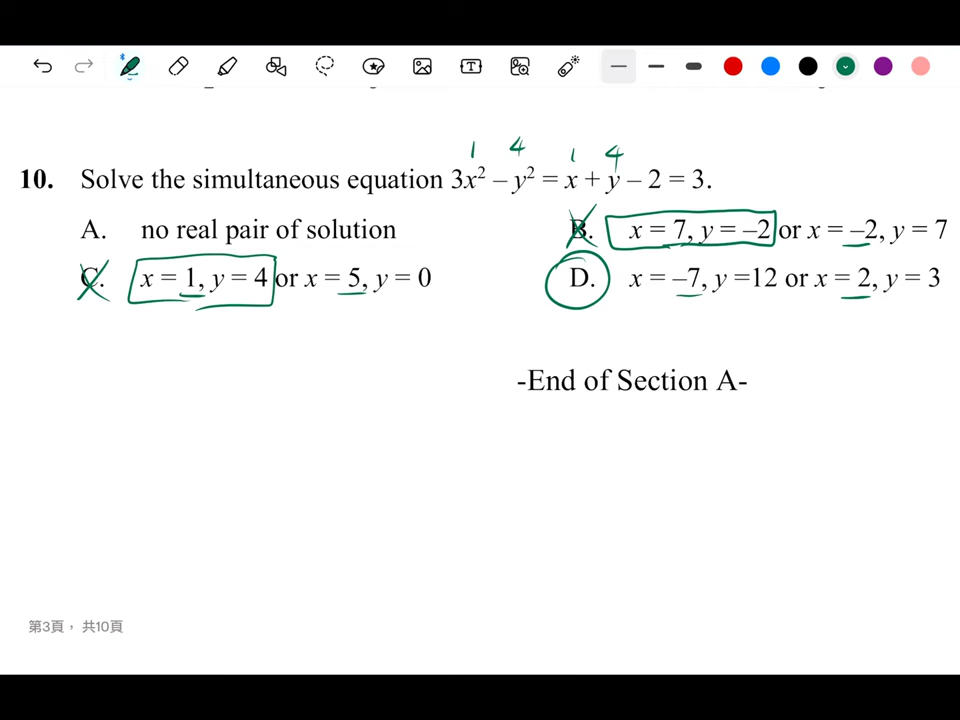 1 4 1 4
10. Solve the simultaneous equation 3x² – y² = x + y – 2 = 3.
A. no real pair of solution
B. x = 7, y = –2 or x = –2, y = 7
C. x = 1, y = 4 or x = 5, y = 0
D. x = –7, y =12 or x = 2, y = 3
-End of Section A-
第3頁， 共10頁